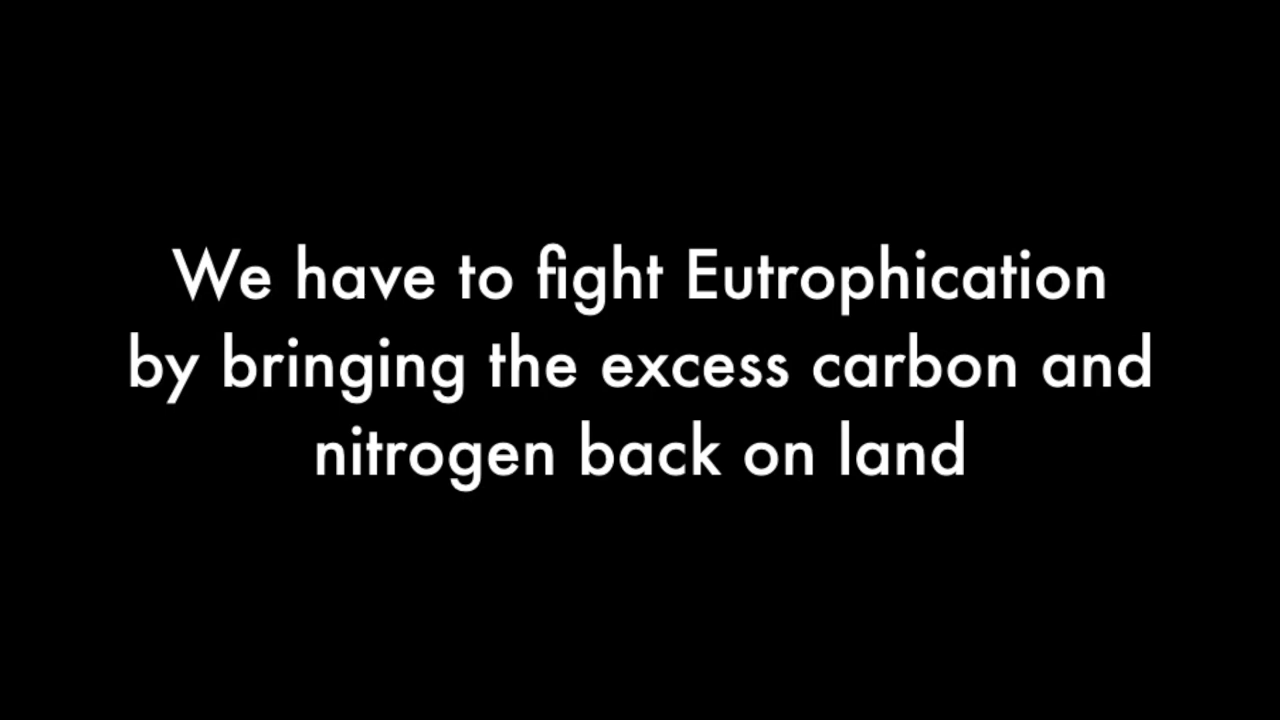 We have to fight Eutrophication
by bringing the excess carbon and
nitrogen back on land